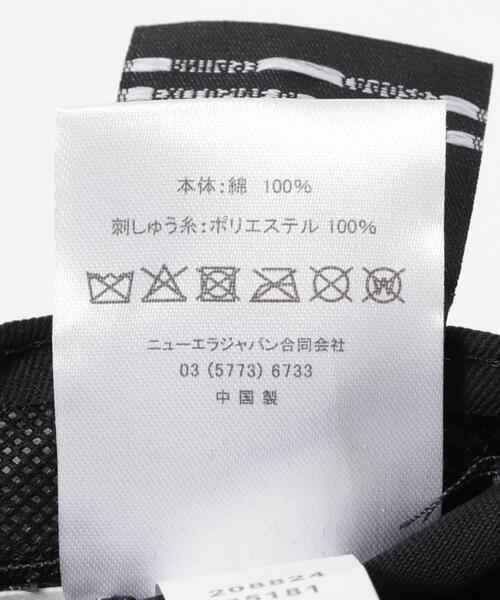 本体:綿 100%
刺しゅう糸:ポリエステル 100%
ニューエラジャパン合同会社
03 (5773) 6733
中国製
208824